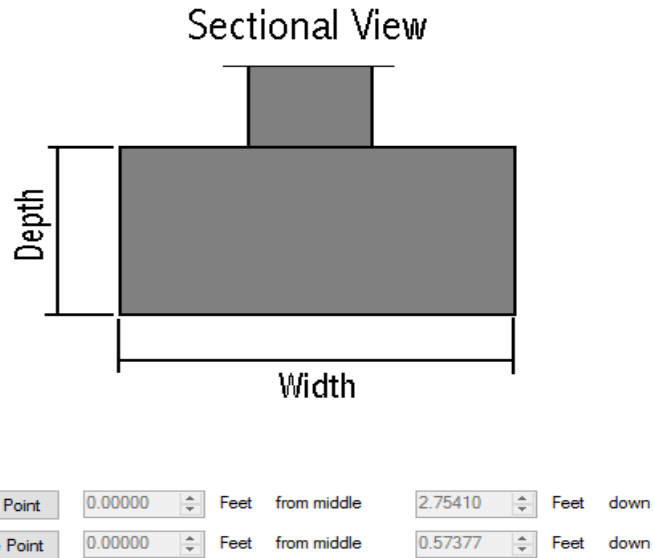 Sectional View
Depth
Width
Point 0.00000 Feet from middle 2.75410 Feet down
Point 0.00000 Feet from middle 0.57377 Feet down